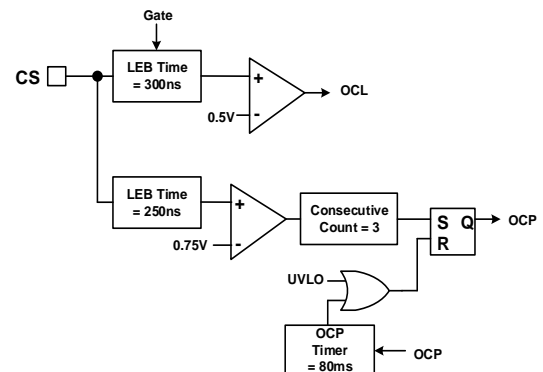 Gate
CS
LEB Time
= 300ns
+
-
0.5V
OCL
LEB Time
= 250ns
+
-
0.75V
Consecutive
Count = 3
S Q
R
OCP
UVLO
OCP
Timer
= 80ms
OCP